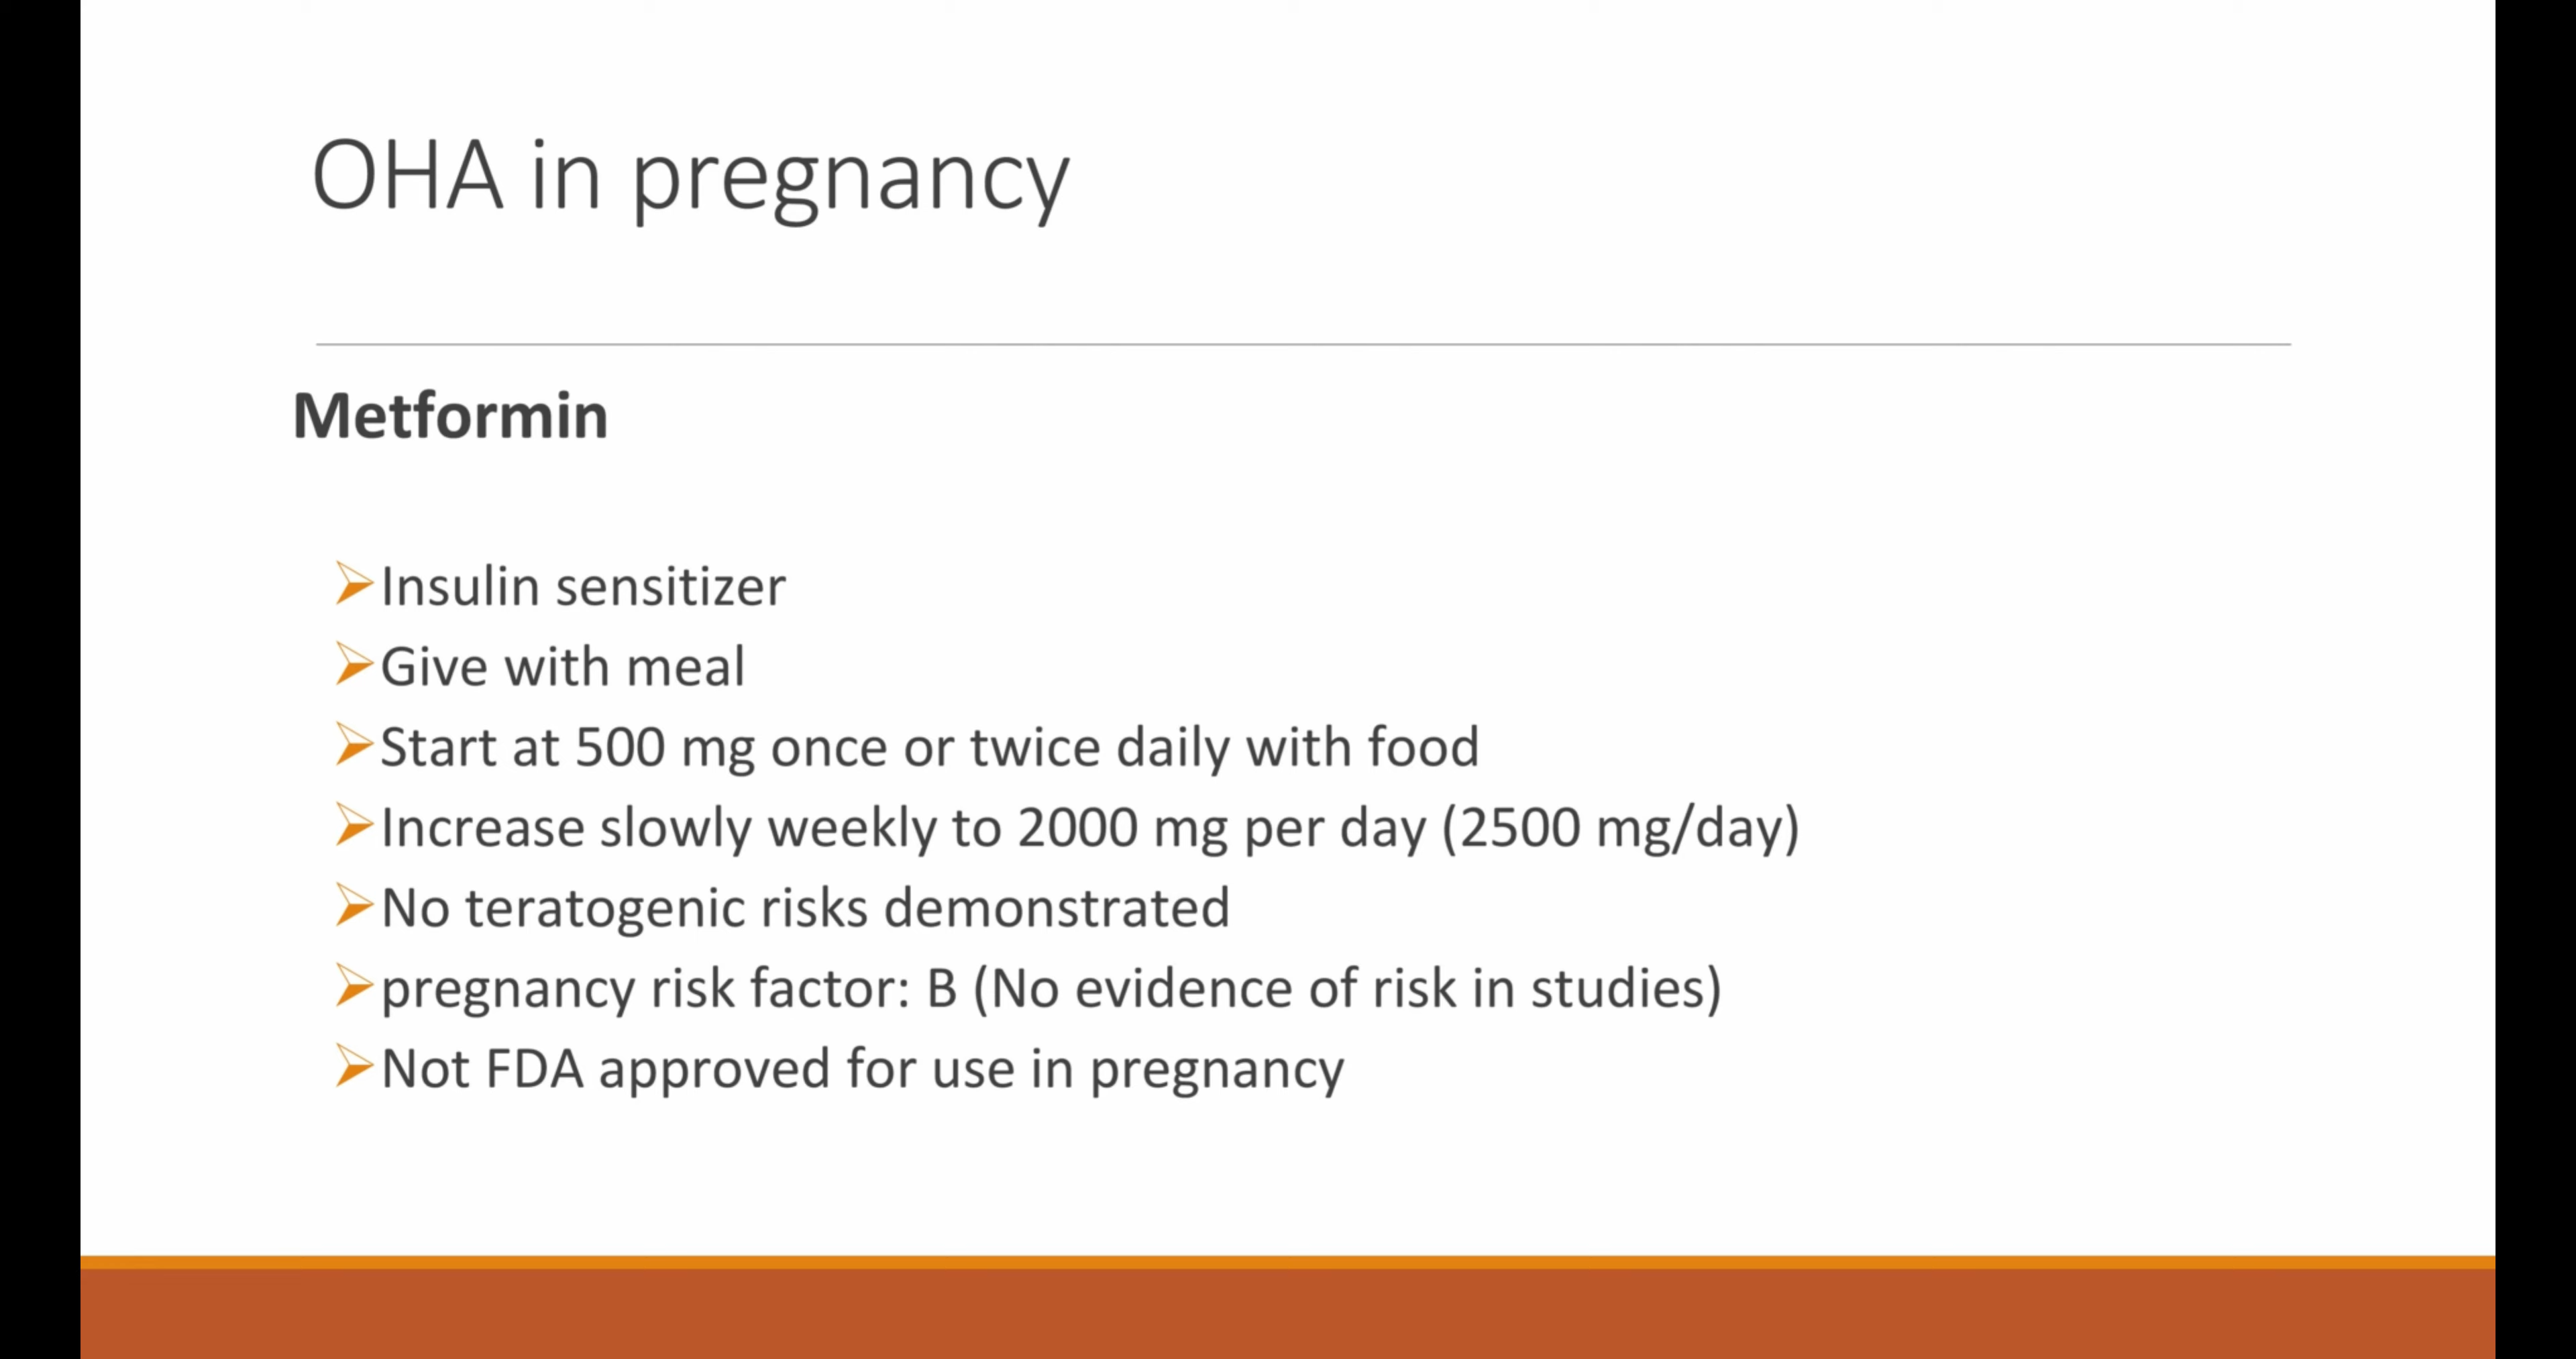 OHA in pregnancy
Metformin
Insulin sensitizer
Give with meal
Start at 500 mg once or twice daily with food
Increase slowly weekly to 2000 mg per day (2500 mg/day)
No teratogenic risks demonstrated
pregnancy risk factor: B (No evidence of risk in studies)
Not FDA approved for use in pregnancy